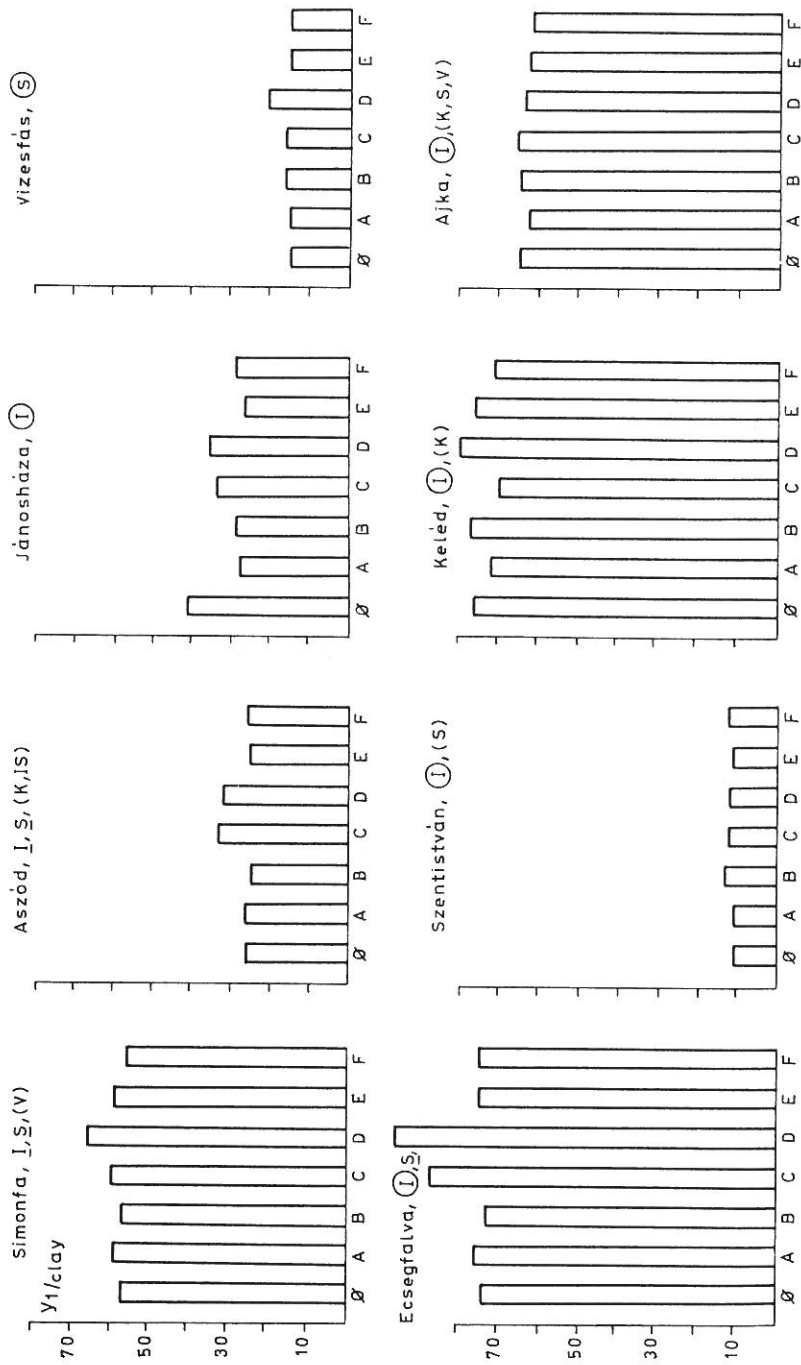 Simonfa, I,S,(V)
y1/clay
70
50
30
10
Ø A B C D E F
Aszód, I,S,(K,IS)
Ø A B C D E F
Jánosháza, I
Ø A B C D E F
Vizesfás, S
Ø A B C D E F
Ecsegfalva, I,S,
70
50
30
10
Ø A B C D E F
Szentistván, I,(S)
Ø A B C D E F
Keléd, I,(K)
Ø A B C D E F
Ajka, I,(K,S,V)
Ø A B C D E F